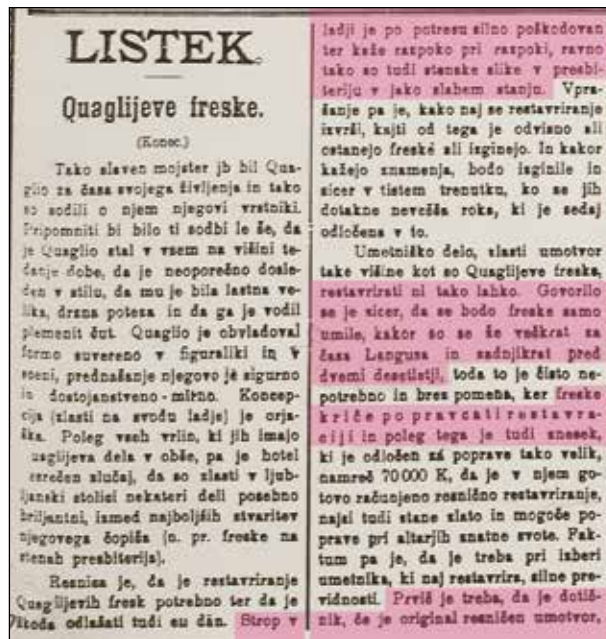 LISTEK.
Quaglijeve freske.
(Konec.)
Tako slaven mojster jb bil Qua-
glio za časa svojega življenja in tako
so sodili o njem njegovi vrstniki.
Pripomniti bi bilo ti sodbi le še, da
je Quaglio stal v vsem na višini te-
danje dobe, da je neoporečno dosle-
den v stilu, da mu je bila lastna ve-
lika, drzna poteza in da ga je vodil
plemenit čut. Quaglio je obvladoval
formo suvereno v figuraliki in v
sceni, prednašanje njegovo je sigurno
in dostojanstveno-mirno. Koncep-
cija (zlasti na svodu ladje) je orja-
ška. Poleg vseh vrlin, ki jih imajo
uaglijeva dela v obče, pa je hotel
izreden slučaj, da so zlasti v ljub-
ljanski stolici nekateri deli posebno
briljantni, izmed najboljših stvaritev
njegovega čopiča (n. pr. freske na
stenah presbiterija).
Resnica je, da je restavriranje
Quaglijevih fresk potrebno ter da je
škoda odlašati tudi en dan. Strop v
ladji je po potresu silno poškodovan
ter kaže razpoko pri razpoki, ravno
tako so tudi stenske slike v presbi-
teriju v jako slabem stanju. Vpra-
šanje pa je, kako naj se restavriranje
izvrši, kajti od tega je odvisno ali
ostanejo freske ali izginejo. In kakor
kažejo znamenja, bodo izginile in
sicer v tistem trenutku, ko se jih
dotakne nevešča roka, ki je sedaj
odločena v to.
Umetniško delo, zlasti umotvor
take višine kot so Quaglijeve freske,
restavrirati ni tako lahko. Govorilo
se je sicer, da se bodo freske samo
umile, kakor so se še večkrat za
časa Langusa in zadnjikrat pred
dvemi desetletji, toda to je čisto ne-
potrebno in brez pomena, ker freske
kriče po pravcati restavra-
ciji in poleg tega je tudi znesek,
ki je odločen za poprave tako velik,
namreč 70000 K, da je v njem go-
tovo računjeno resnično restavriranje,
najsi tudi stane zlato in mogoče po-
prave pri altarjih znatne svote. Fak-
tum pa je, da je treba pri izberi
umetnika, ki naj restavrira, silne pre-
vidnosti. Prvič je treba, da je dotič-
nik, če je original resničen umotvor,